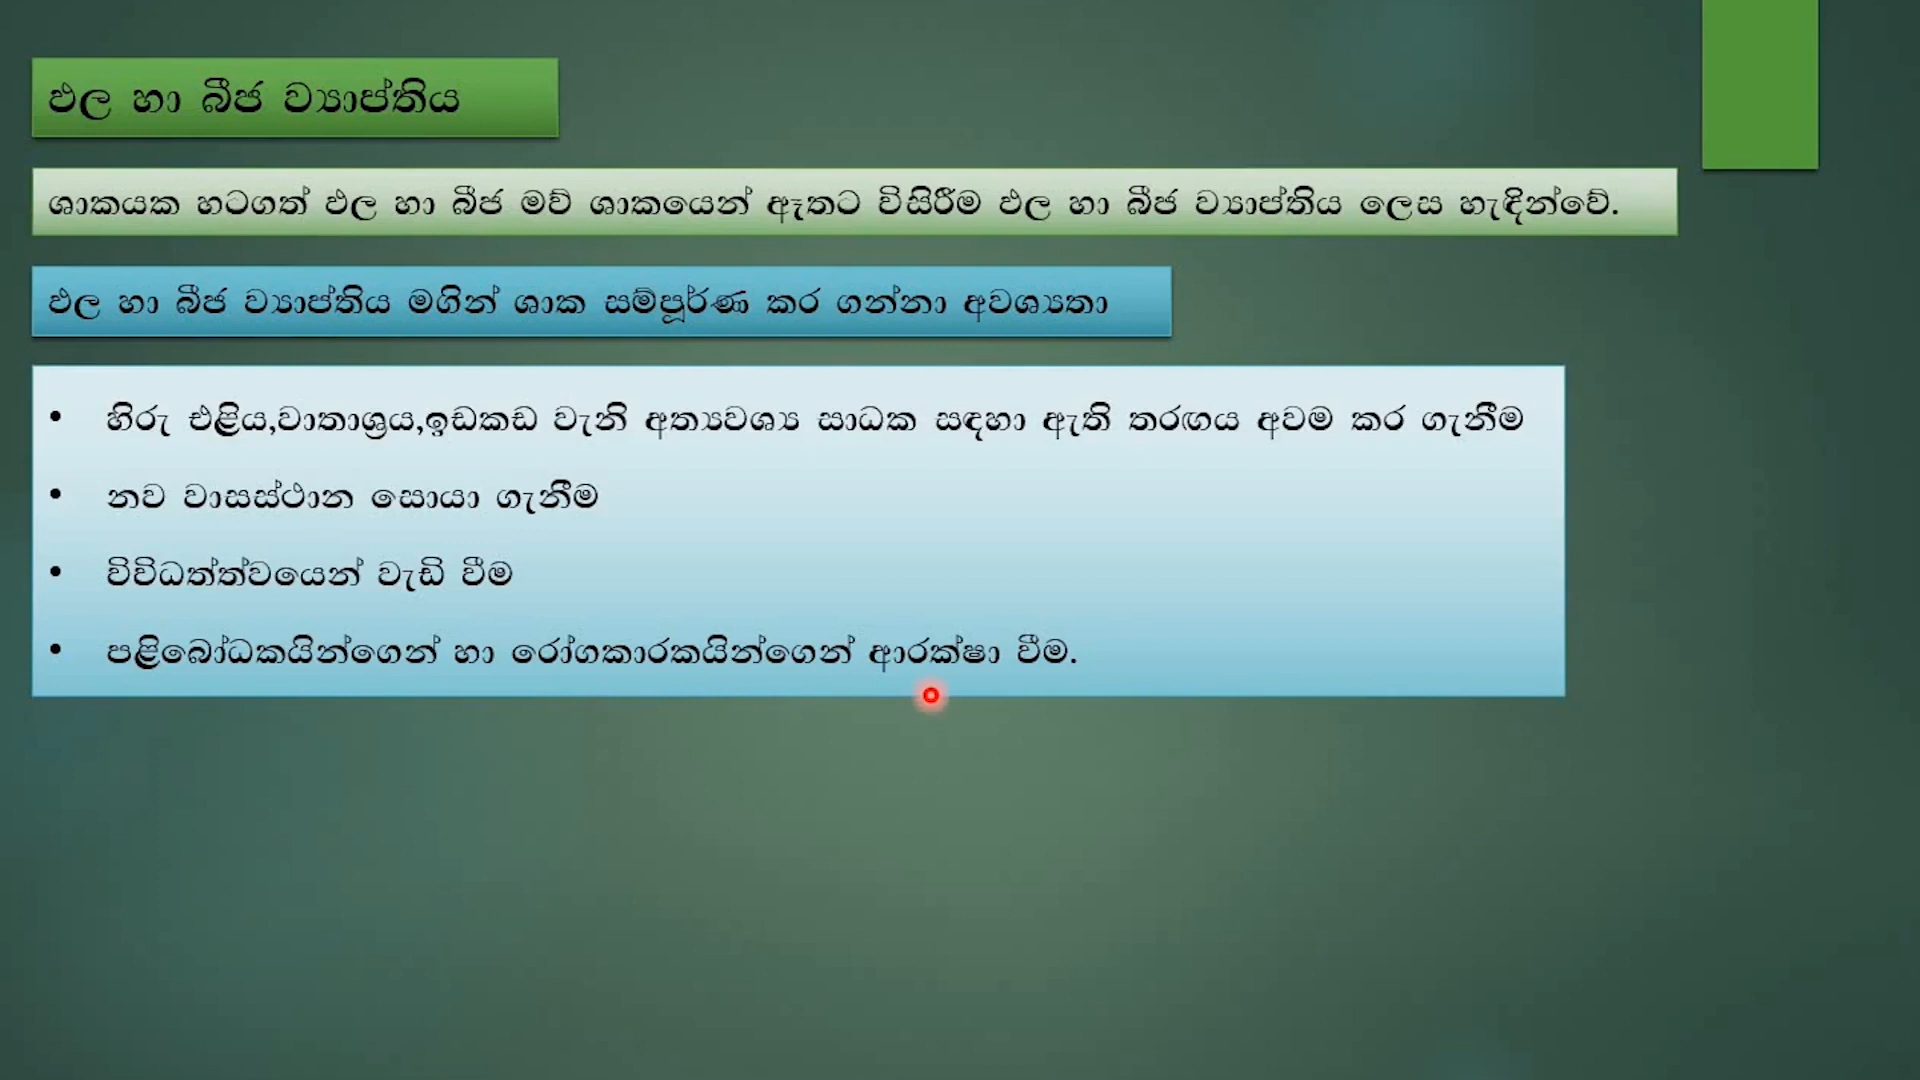 ඵල හා බීජ ව්‍යාප්තිය
ශාකයක හටගත් ඵල හා බීජ මව් ශාකයෙන් ඈතට විසිරීම ඵල හා බීජ ව්‍යාප්තිය ලෙස හැඳින්වේ.
ඵල හා බීජ ව්‍යාප්තිය මගින් ශාක සම්පූර්ණ කර ගන්නා අවශ්‍යතා
• හිරු එළිය,වාතාශ්‍රය,ඉඩකඩ වැනි අත්‍යවශ්‍ය සාධක සඳහා ඇති තරඟය අවම කර ගැනීම
• නව වාසස්ථාන සොයා ගැනීම
• විවිධත්ත්වයෙන් වැඩි වීම
• පළිබෝධකයින්ගෙන් හා රෝගකාරකයින්ගෙන් ආරක්ෂා වීම.